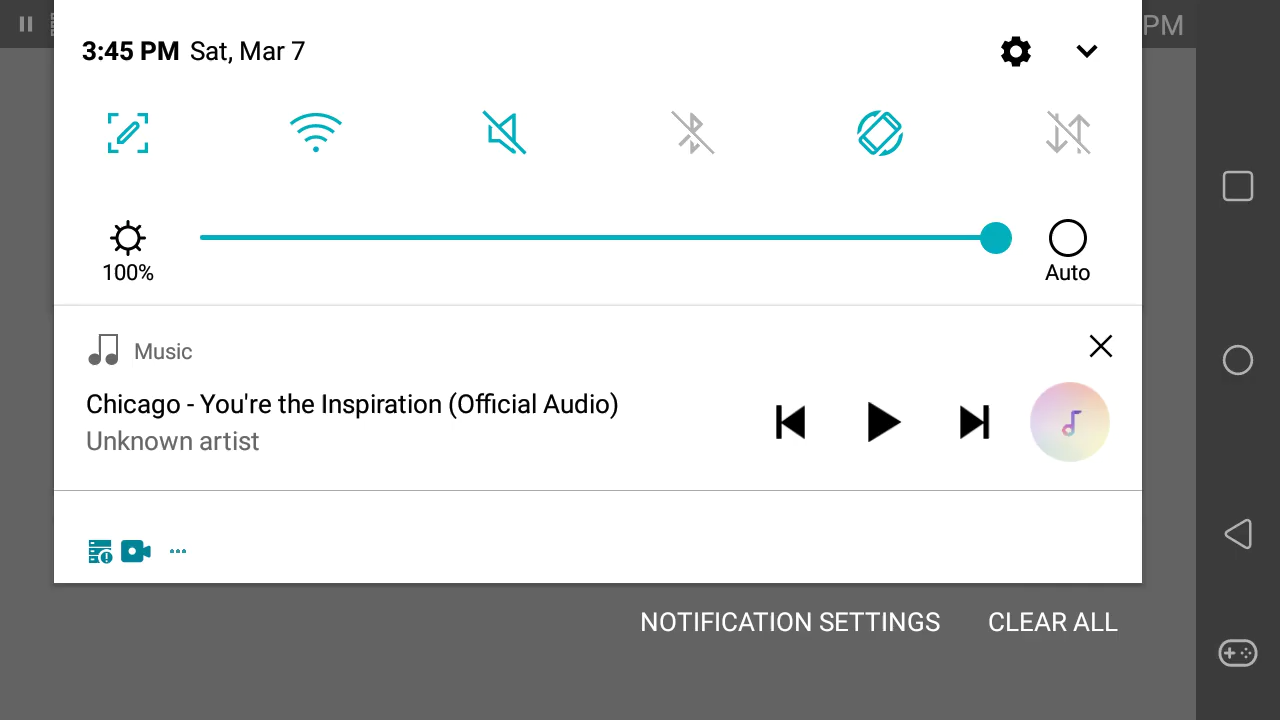 PM
3:45 PM Sat, Mar 7
100%
Auto
Music
Chicago - You're the Inspiration (Official Audio)
Unknown artist
NOTIFICATION SETTINGS CLEAR ALL